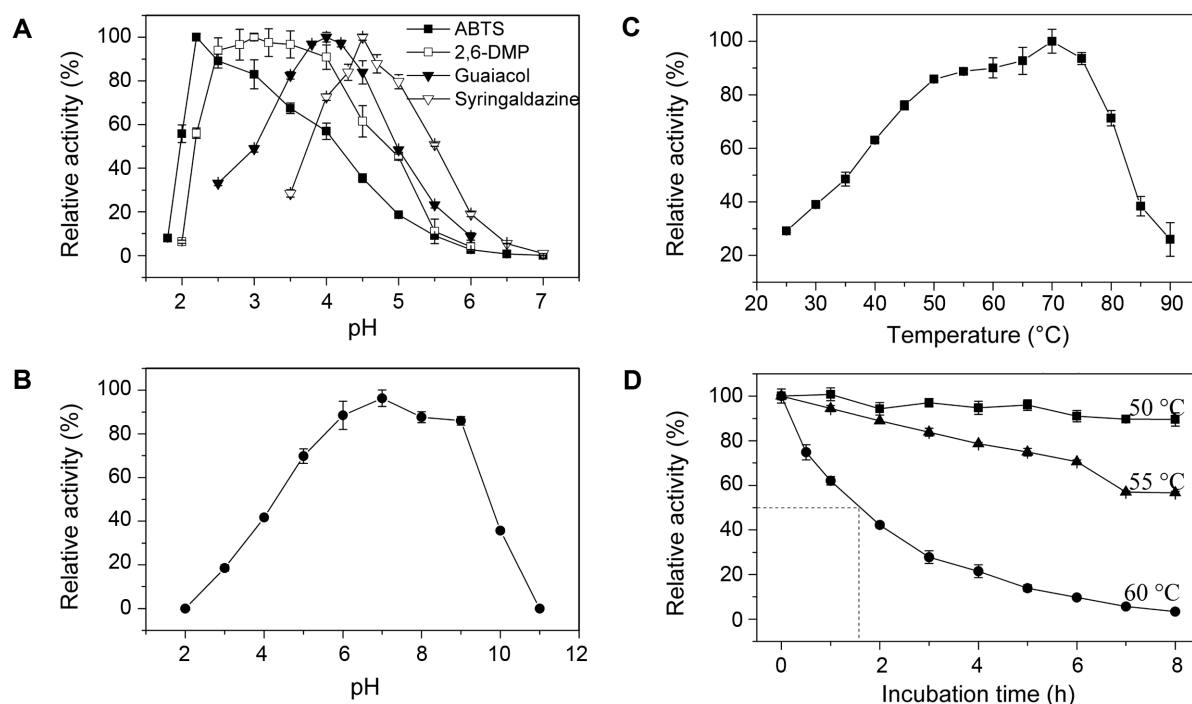 A
Relative activity (%)
100
80
60
40
20
0
2
3
4
5
6
7
pH
ABTS
2,6-DMP
Guaiacol
Syringaldazine
B
Relative activity (%)
100
80
60
40
20
0
2
4
6
8
10
12
pH
C
Relative activity (%)
100
80
60
40
20
20
30
40
50
60
70
80
90
Temperature (°C)
D
Relative activity (%)
100
80
60
40
20
0
0
2
4
6
8
Incubation time (h)
50 °C
55 °C
60 °C